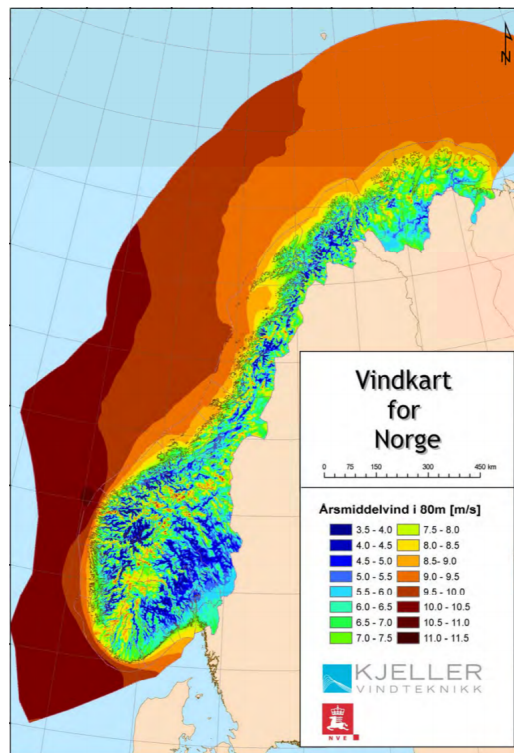 N
Vindkart
for
Norge
0 75 150 225 300 450 km
Årsmiddelvind i 80m [m/s]
3.5 - 4.0 7.5 - 8.0
4.0 - 4.5 8.0 - 8.5
4.5 - 5.0 8.5- 9.0
5.0 - 5.5 9.0 - 9.5
5.5 - 6.0 9.5 - 10.0
6.0 - 6.5 10.0 - 10.5
6.5 - 7.0 10.5 - 11.0
7.0 - 7.5 11.0 - 11.5
KJELLER
VINDTEKNIKK
NVE